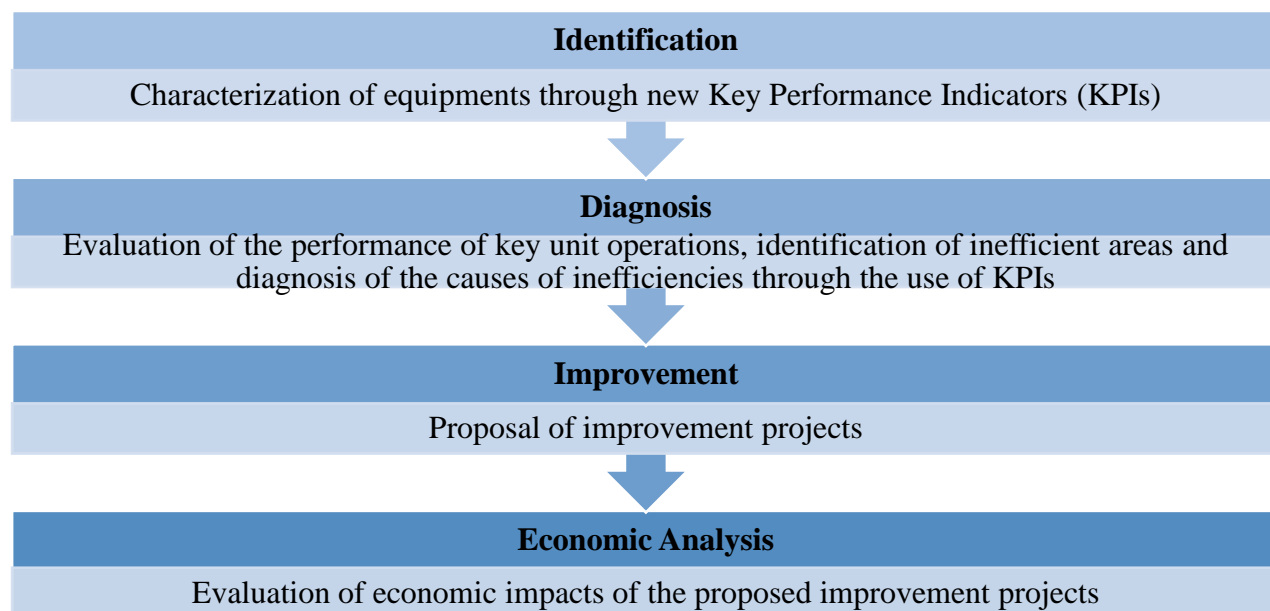 Identification
Characterization of equipments through new Key Performance Indicators (KPIs)
Diagnosis
Evaluation of the performance of key unit operations, identification of inefficient areas and
diagnosis of the causes of inefficiencies through the use of KPIs
Improvement
Proposal of improvement projects
Economic Analysis
Evaluation of economic impacts of the proposed improvement projects